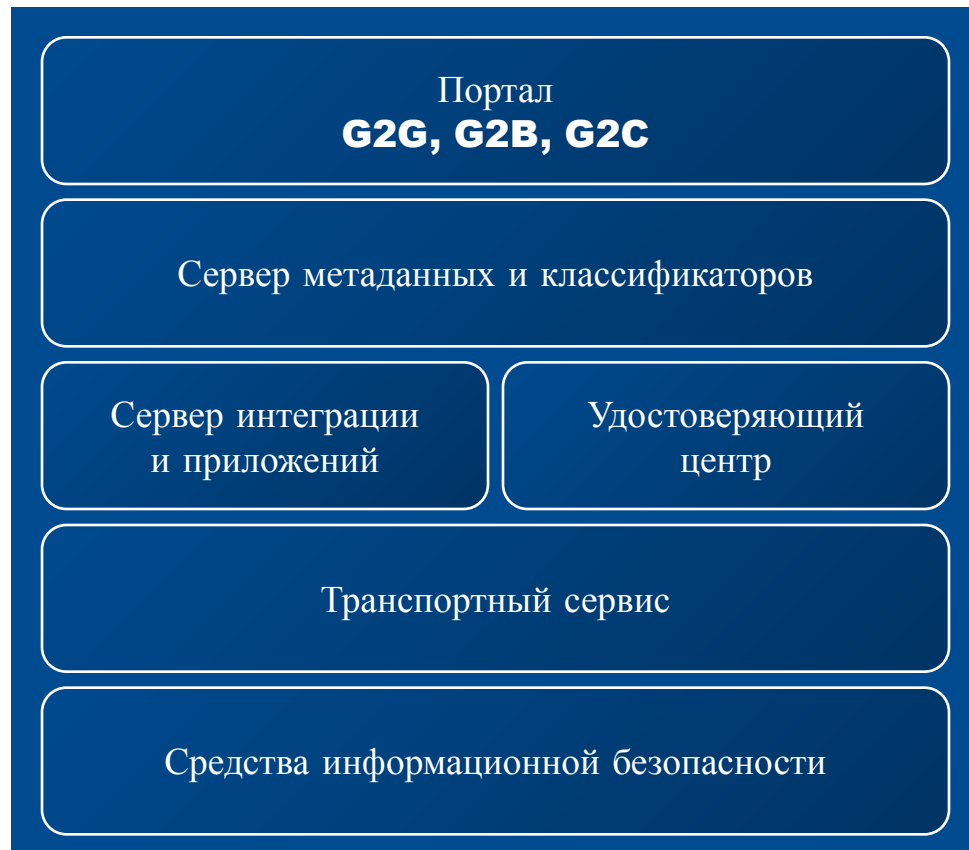 Портал
G2G, G2B, G2C
Сервер метаданных и классификаторов
Сервер интеграции
и приложений
Удостоверяющий
центр
Транспортный сервис
Средства информационной безопасности